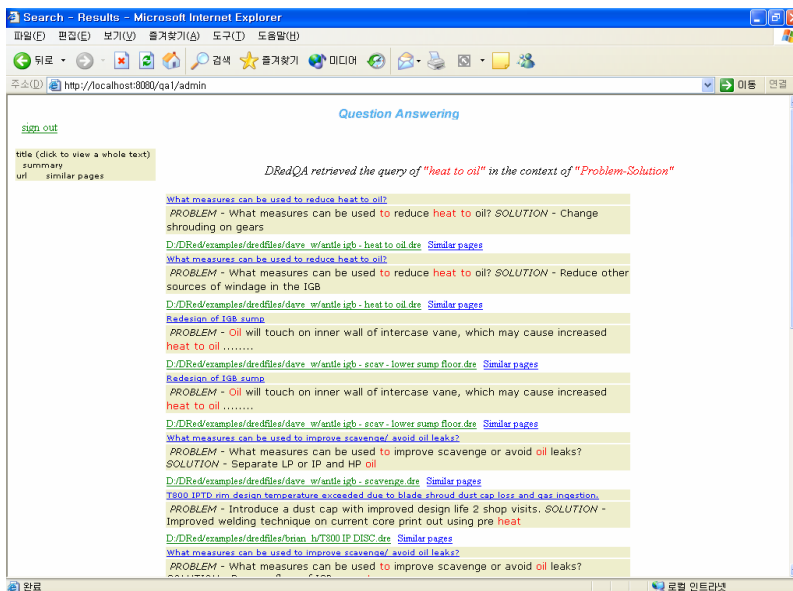 Search - Results - Microsoft Internet Explorer
파일(F) 편집(E) 보기(V) 즐겨찾기(A) 도구(T) 도움말(H)
뒤로 검색 즐겨찾기 미디어
주소(D) http://localhost:8080/qa1/admin 이동 연결
Question Answering
sign out
title (click to view a whole text)
summary
url similar pages
DRedQA retrieved the query of "heat to oil" in the context of "Problem-Solution"
What measures can be used to reduce heat to oil?
PROBLEM - What measures can be used to reduce heat to oil? SOLUTION - Change
shrouding on gears
D:/DRed/examples/dredfiles/dave_w/antle igb - heat to oil.dre Similar pages
What measures can be used to reduce heat to oil?
PROBLEM - What measures can be used to reduce heat to oil? SOLUTION - Reduce other
sources of windage in the IGB
D:/DRed/examples/dredfiles/dave_w/antle igb - heat to oil.dre Similar pages
Redesign of IGB sump
PROBLEM - Oil will touch on inner wall of intercase vane, which may cause increased
heat to oil ........
D:/DRed/examples/dredfiles/dave_w/antle igb - scav - lower sump floor.dre Similar pages
Redesign of IGB sump
PROBLEM - Oil will touch on inner wall of intercase vane, which may cause increased
heat to oil ........
D:/DRed/examples/dredfiles/dave_w/antle igb - scav - lower sump floor.dre Similar pages
What measures can be used to improve scavenge/ avoid oil leaks?
PROBLEM - What measures can be used to improve scavenge or avoid oil leaks?
SOLUTION - Separate LP or IP and HP oil
D:/DRed/examples/dredfiles/dave_w/antle igb - scavenge.dre Similar pages
T800 IPTD rim design temperature exceeded due to blade shroud dust cap loss and gas ingestion.
PROBLEM - Introduce a dust cap with improved design life 2 shop visits. SOLUTION -
Improved welding technique on current core print out using pre heat
D:/DRed/examples/dredfiles/brian_h/T800 IP DISC.dre Similar pages
What measures can be used to improve scavenge/ avoid oil leaks?
PROBLEM - What measures can be used to improve scavenge or avoid oil leaks?
완료 로컬 인트라넷